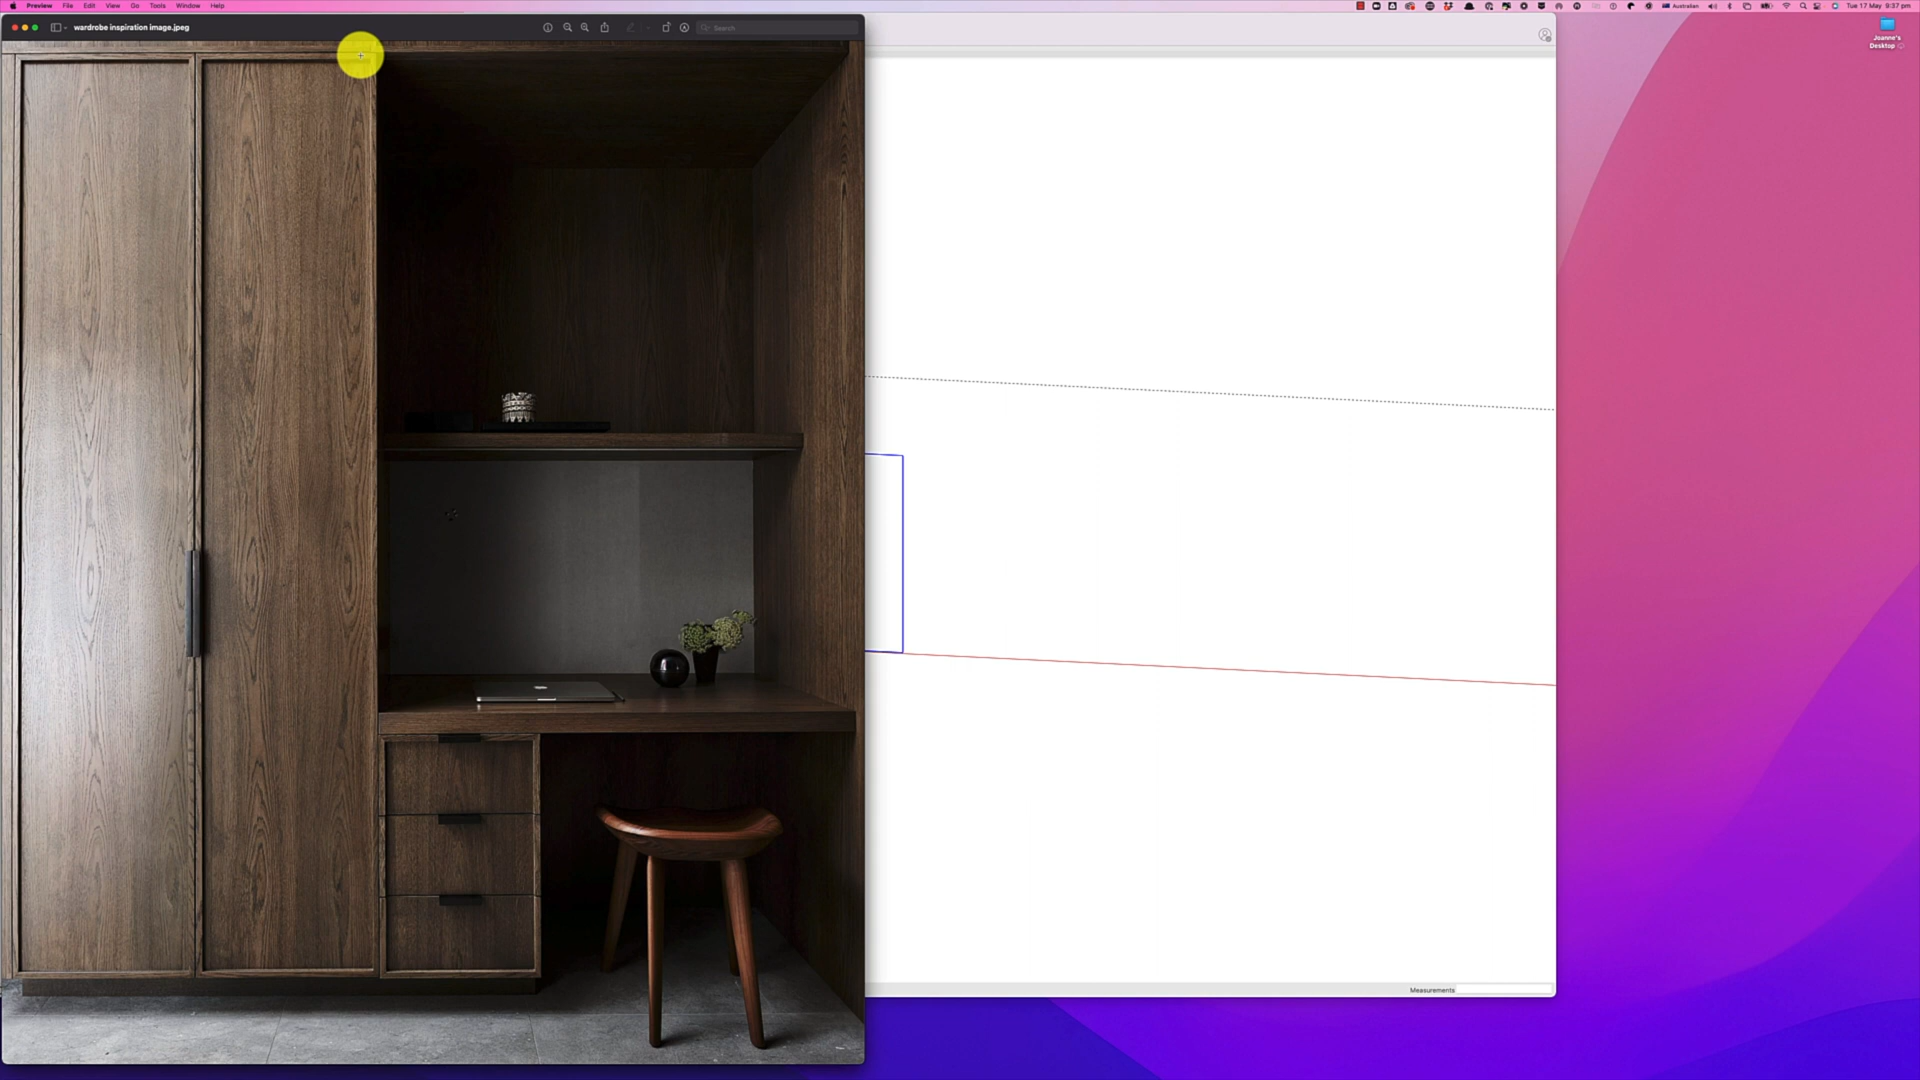 Preview File Edit View Go Tools Window Help
Australian Tue 17 May 9:37 pm
wardrobe inspiration image.jpeg
Search
Joanne's
Desktop
Measurements